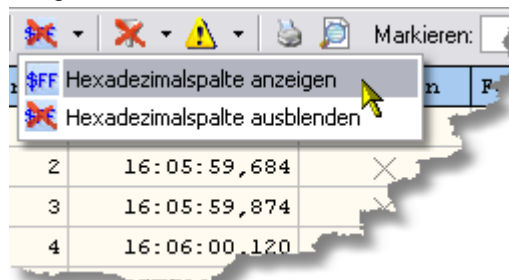 Markieren:
$FF Hexadezimalspalte anzeigen
Hexadezimalspalte ausblenden
2 16:05:59,684
3 16:05:59,874
4 16:06:00,120